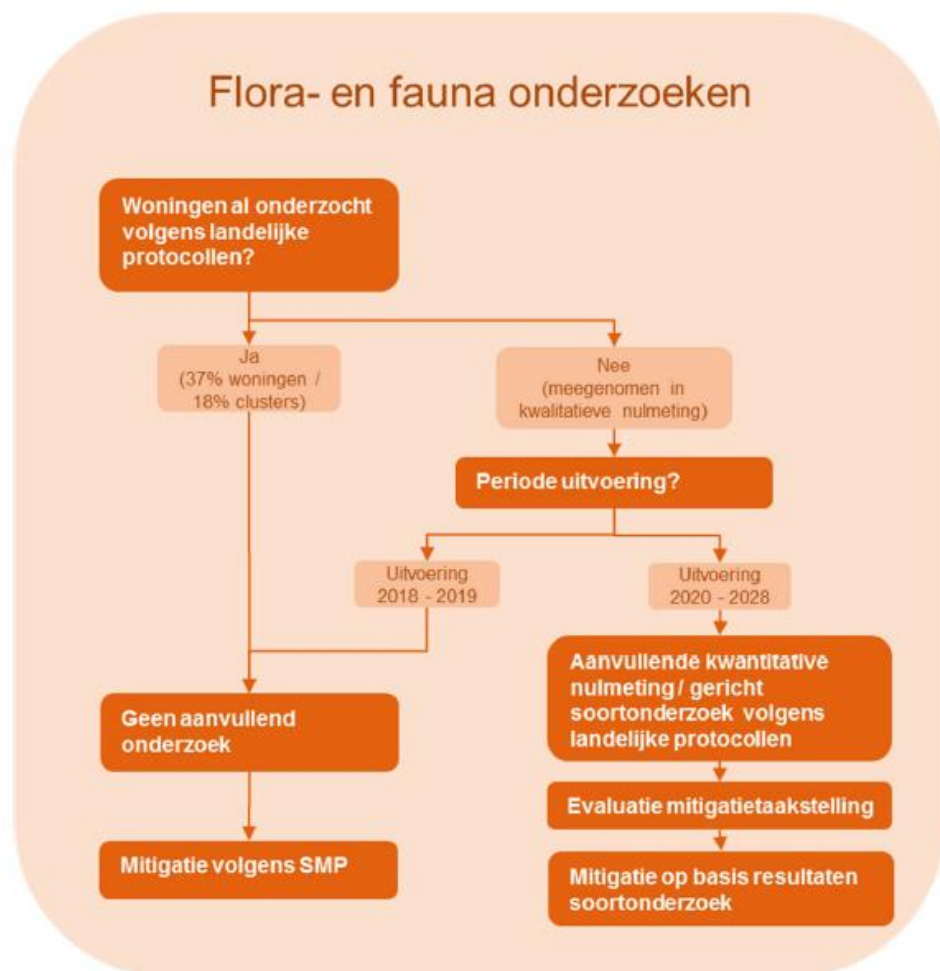 Flora- en fauna onderzoeken
Woningen al onderzocht
volgens landelijke
protocollen?
Ja
(37% woningen /
18% clusters)
Nee
(meegenomen in
kwalitatieve nulmeting)
Periode uitvoering?
Uitvoering
2018 - 2019
Uitvoering
2020 - 2028
Aanvullende kwantitative
nulmeting / gericht
soortonderzoek volgens
landelijke protocollen
Geen aanvullend
onderzoek
Evaluatie mitigatietaakstelling
Mitigatie volgens SMP
Mitigatie op basis resultaten
soortonderzoek